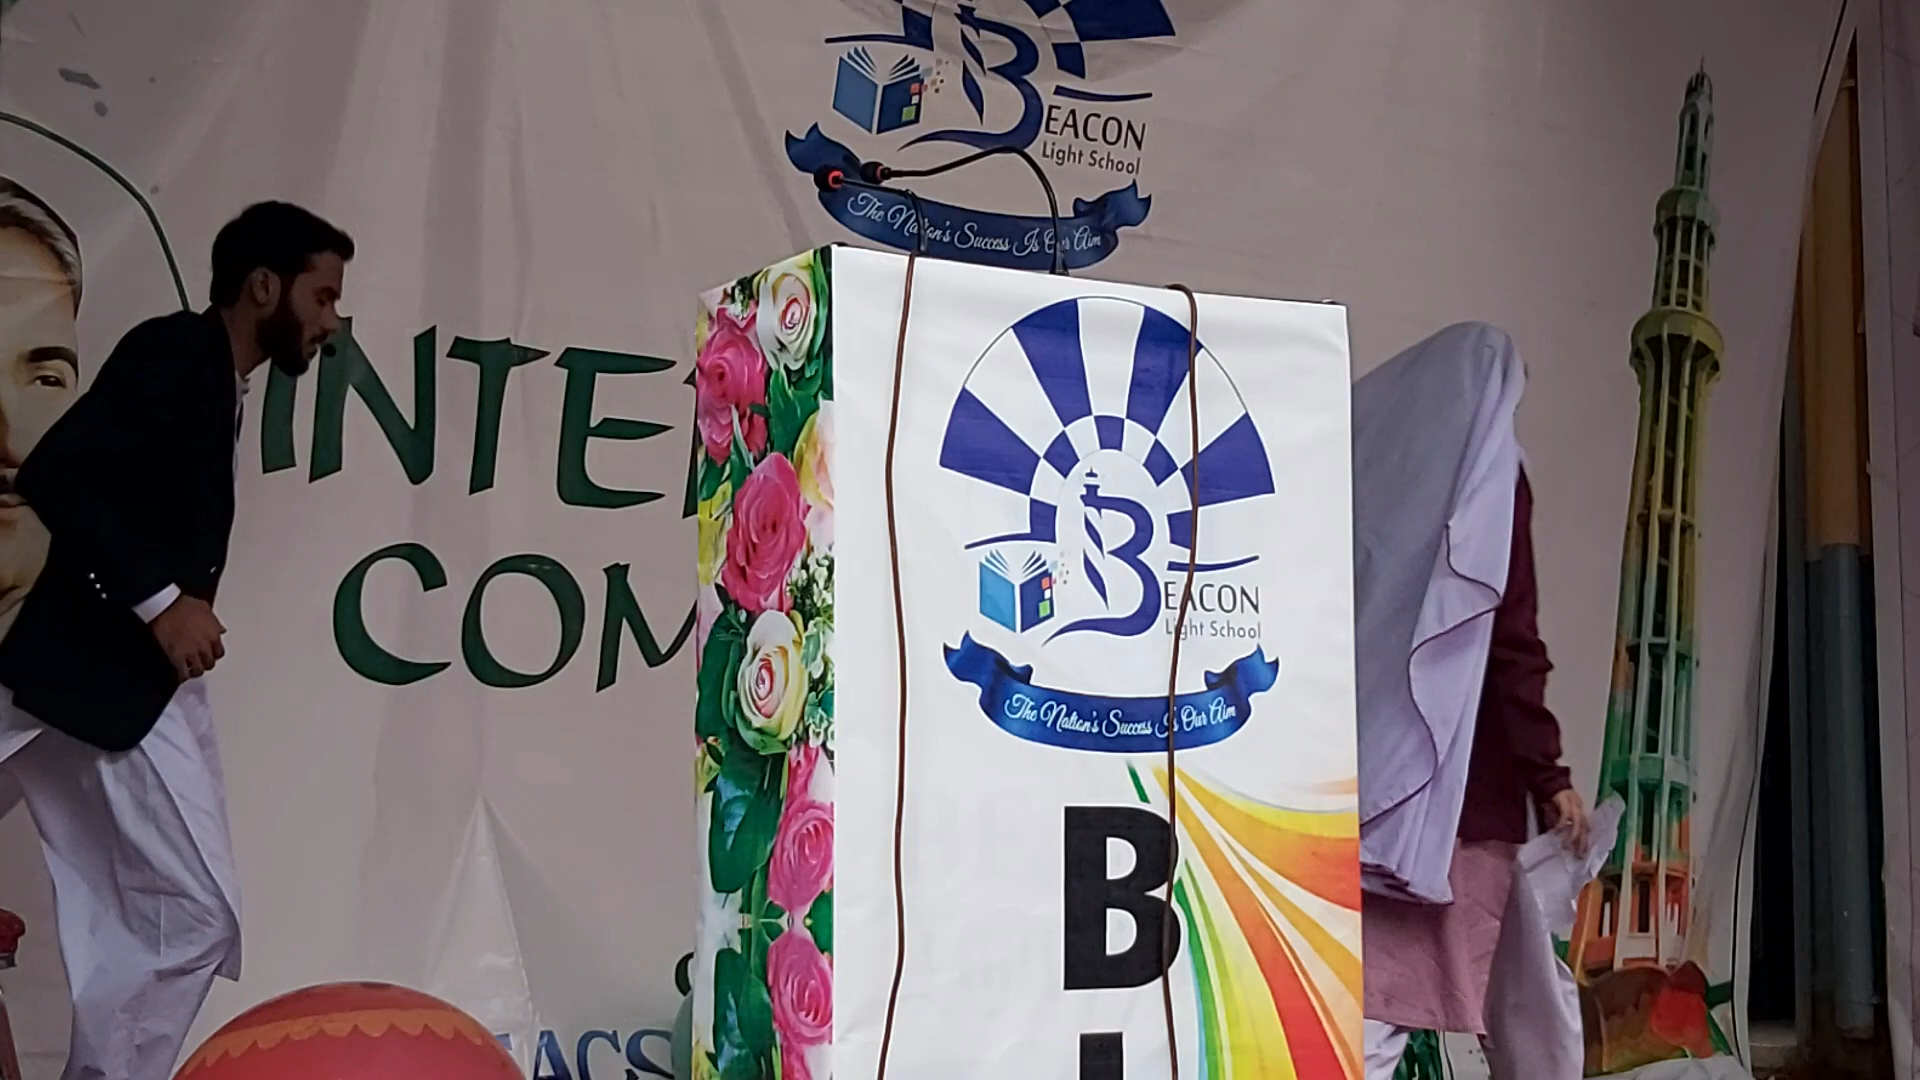 BEACON
Light School
The Nation's Success Is Our Aim
INTE
COM
ACS
BEACON
Light School
The Nation's Success Is Our Aim
B